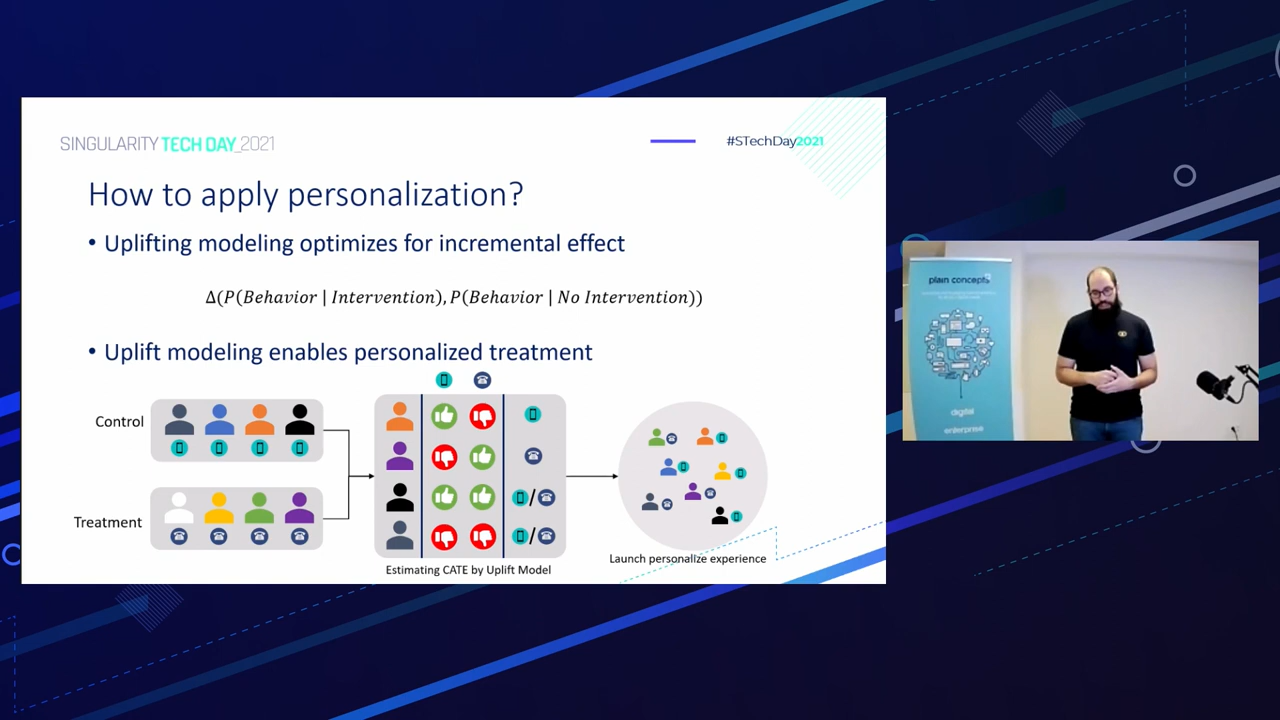 SINGULARITY TECH DAY_2021
#STechDay2021
How to apply personalization?
• Uplifting modeling optimizes for incremental effect
Δ(P(Behavior | Intervention), P(Behavior | No Intervention))
• Uplift modeling enables personalized treatment
Control
Treatment
/
/
Estimating CATE by Uplift Model
Launch personalize experience
plain concepts
digital
enterprise